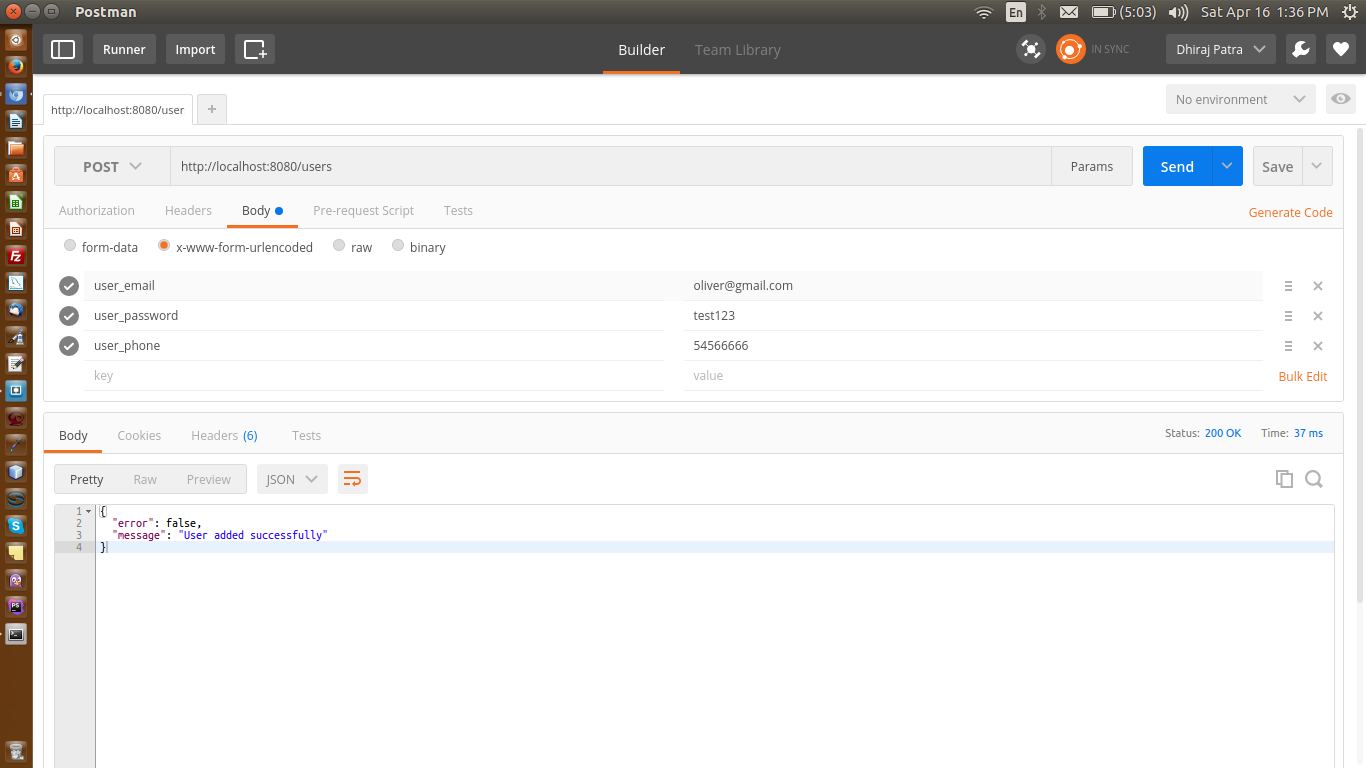 Postman
En
(5:03)
Sat Apr 16 1:36 PM
Runner
Import
Builder
Team Library
IN SYNC
Dhiraj Patra
http://localhost:8080/user
+
No environment
POST
http://localhost:8080/users
Params
Send
Save
Authorization
Headers
Body
Pre-request Script
Tests
Generate Code
form-data
x-www-form-urlencoded
raw
binary
user_email oliver@gmail.com
user_password test123
user_phone 54566666
key value
Bulk Edit
Body
Cookies
Headers (6)
Tests
Status: 200 OK
Time: 37 ms
Pretty
Raw
Preview
JSON
1 {
2 "error": false,
3 "message": "User added successfully"
4 }